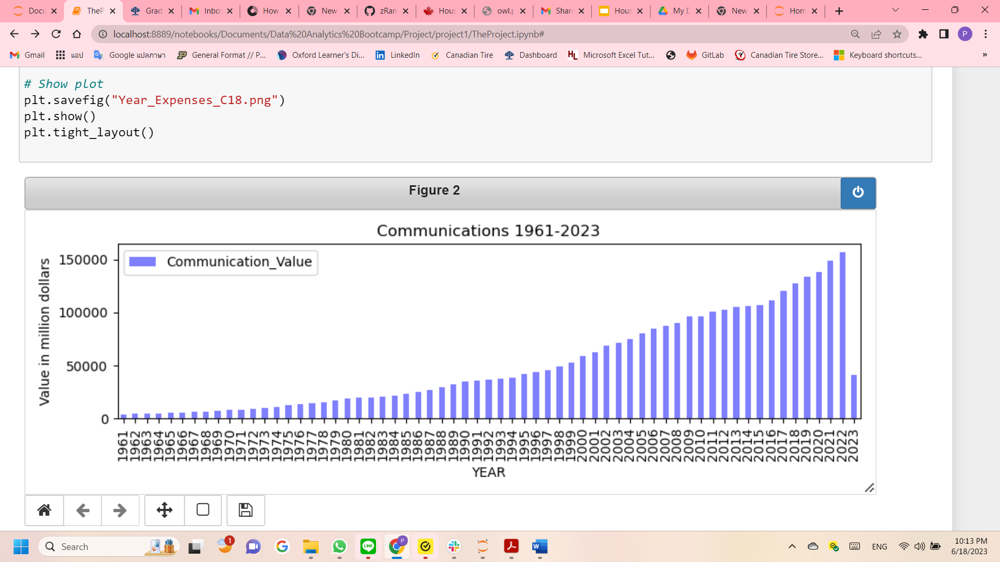 Docu
TheP
Grad
Inbo
How
New
zRan
Hous
owl.p
Share
Hous
My D
New
Hom
localhost:8889/notebooks/Documents/Data%20Analytics%20Bootcamp/Project/project1/TheProject.ipynb#
P
Gmail
แอป
Google แปลภาษา
General Format // P...
Oxford Learner's Di...
LinkedIn
Canadian Tire
Dashboard
Microsoft Excel Tut...
GitLab
Canadian Tire Store...
Keyboard shortcuts...
»
# Show plot
plt.savefig("Year_Expenses_C18.png")
plt.show()
plt.tight_layout()
Figure 2
Communications 1961-2023
Communication_Value
Value in million dollars
150000
100000
50000
0
1961 1962 1963 1964 1965 1966 1967 1968 1969 1970 1971 1972 1973 1974 1975 1976 1977 1978 1979 1980 1981 1982 1983 1984 1985 1986 1987 1988 1989 1990 1991 1992 1993 1994 1995 1996 1997 1998 1999 2000 2001 2002 2003 2004 2005 2006 2007 2008 2009 2010 2011 2012 2013 2014 2015 2016 2017 2018 2019 2020 2021 2022 2023
YEAR
Search
1
LINE
P
W
ENG
10:13 PM
6/18/2023